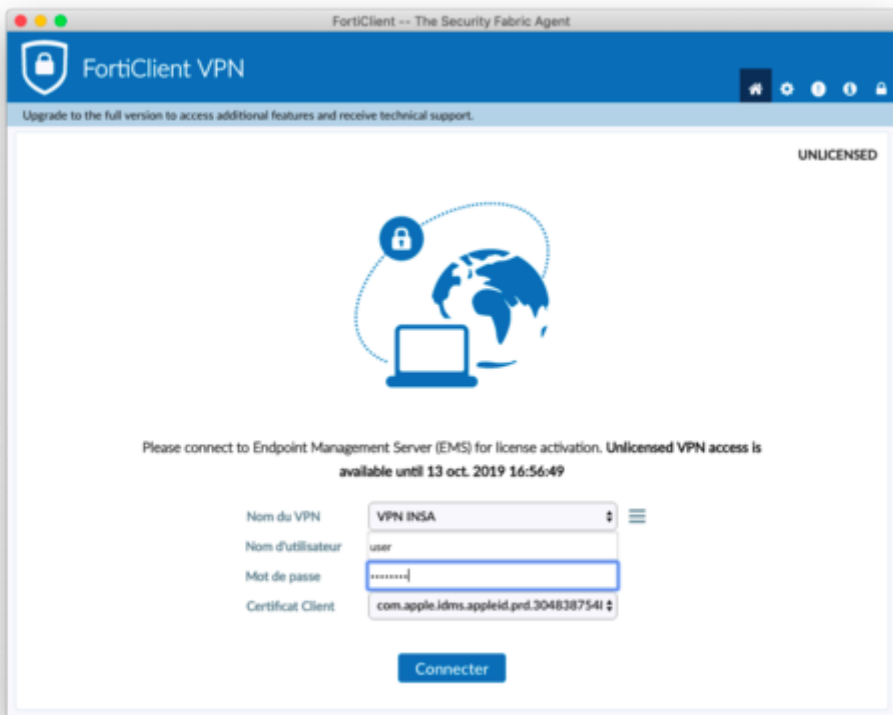 FortiClient -- The Security Fabric Agent
FortiClient VPN
Upgrade to the full version to access additional features and receive technical support.
UNLICENSED
Please connect to Endpoint Management Server (EMS) for license activation. Unlicensed VPN access is
available until 13 oct. 2019 16:56:49
Nom du VPN VPN INSA
Nom d'utilisateur user
Mot de passe ••••••••
Certificat Client com.apple.idms.appleid.prd.304838754
Connecter